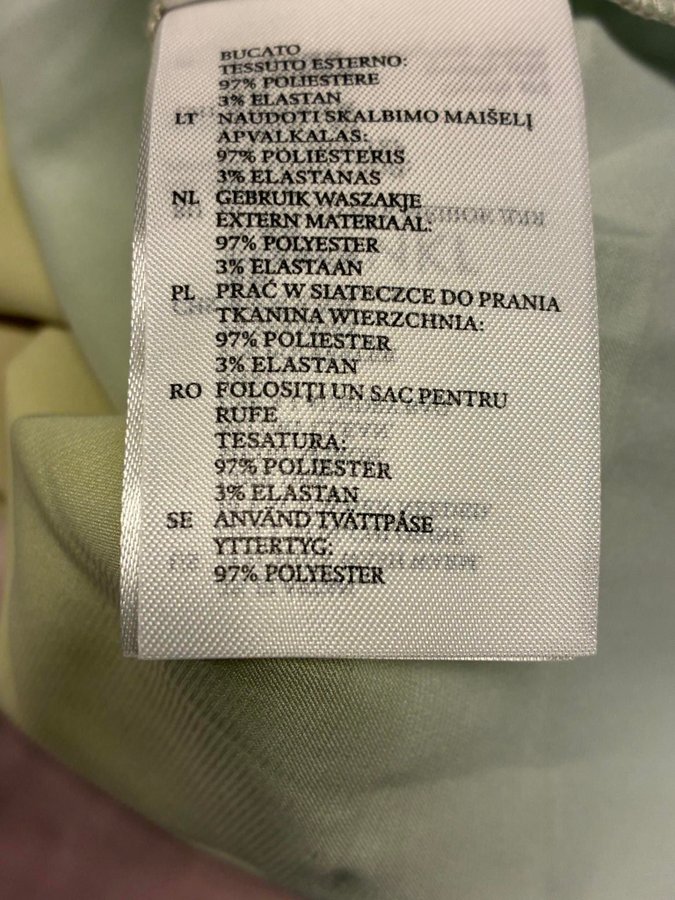 BUCATO
TESSUTO ESTERNO:
97% POLIESTERE
3% ELASTAN
LT NAUDOTI SKALBIMO MAIŠELĮ
APVALKALAS:
97% POLIESTERIS
3% ELASTANAS
NL GEBRUIK WASZAKJE
EXTERN MATERIAAL:
97% POLYESTER
3% ELASTAAN
PL PRAĆ W SIATECZCE DO PRANIA
TKANINA WIERZCHNIA:
97% POLIESTER
3% ELASTAN
RO FOLOSIŢI UN SAC PENTRU
RUFE
TESATURA:
97% POLIESTER
3% ELASTAN
SE ANVÄND TVÄTTPÅSE
YTTERTYG:
97% POLYESTER